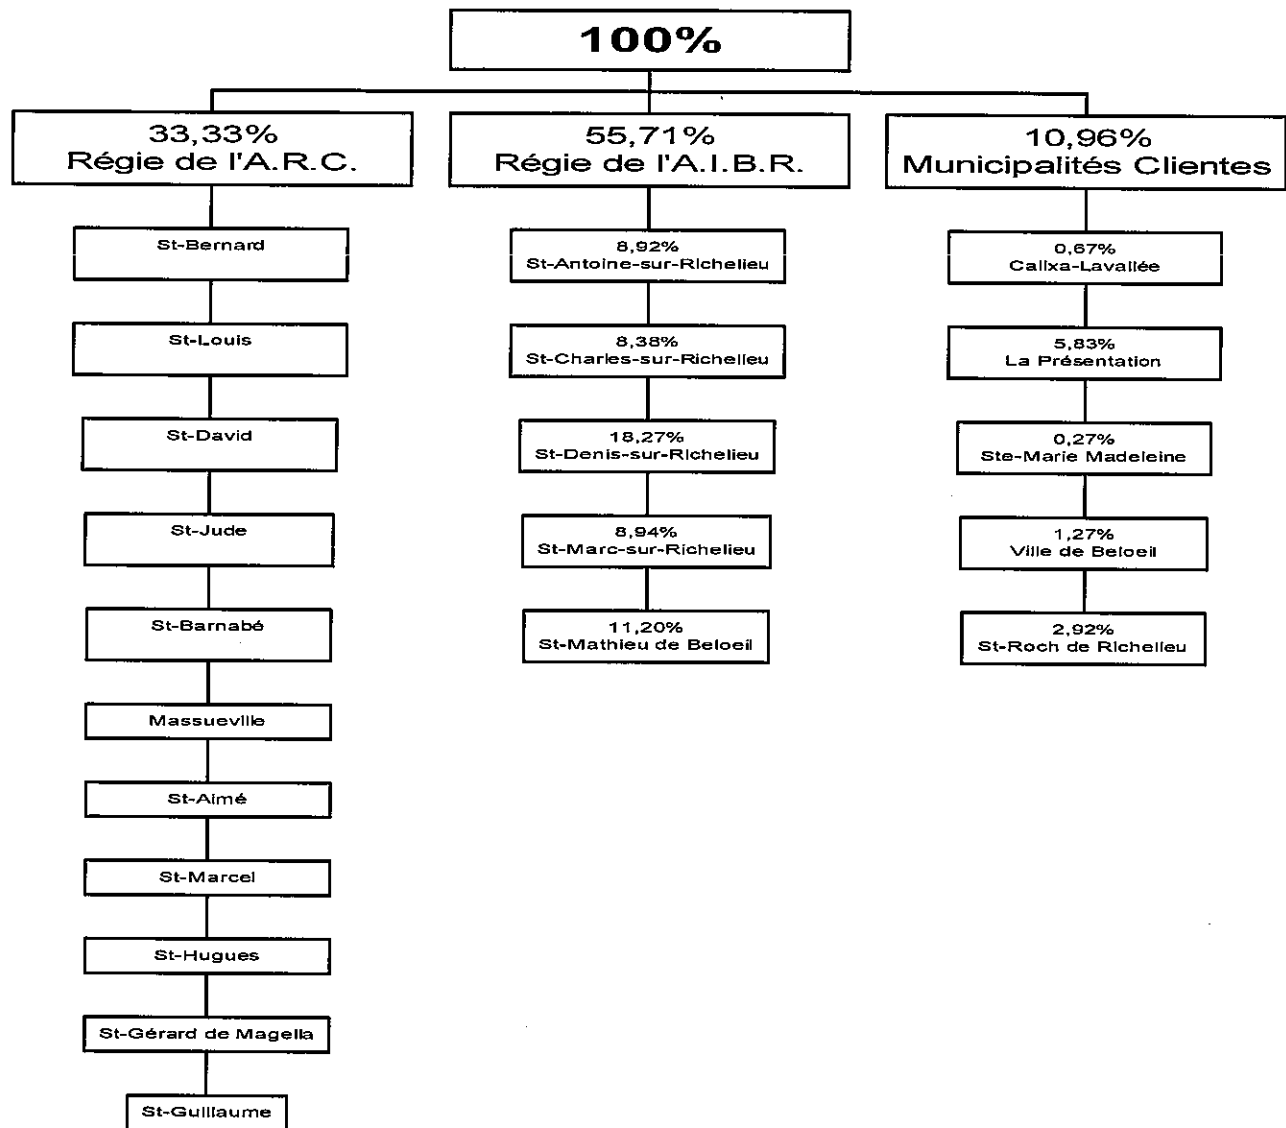 100%
33,33%
Régie de l'A.R.C.
St-Bernard
St-Louis
St-David
St-Jude
St-Barnabé
Massueville
St-Aimé
St-Marcel
St-Hugues
St-Gérard de Magella
St-Guillaume
55,71%
Régie de l'A.I.B.R.
8,92%
St-Antoine-sur-Richelieu
8,38%
St-Charles-sur-Richelieu
18,27%
St-Denis-sur-Richelieu
8,94%
St-Marc-sur-Richelieu
11,20%
St-Mathieu de Beloeil
10,96%
Municipalités Clientes
0,67%
Calixa-Lavallée
5,83%
La Présentation
0,27%
Ste-Marie Madeleine
1,27%
Ville de Beloeil
2,92%
St-Roch de Richelieu